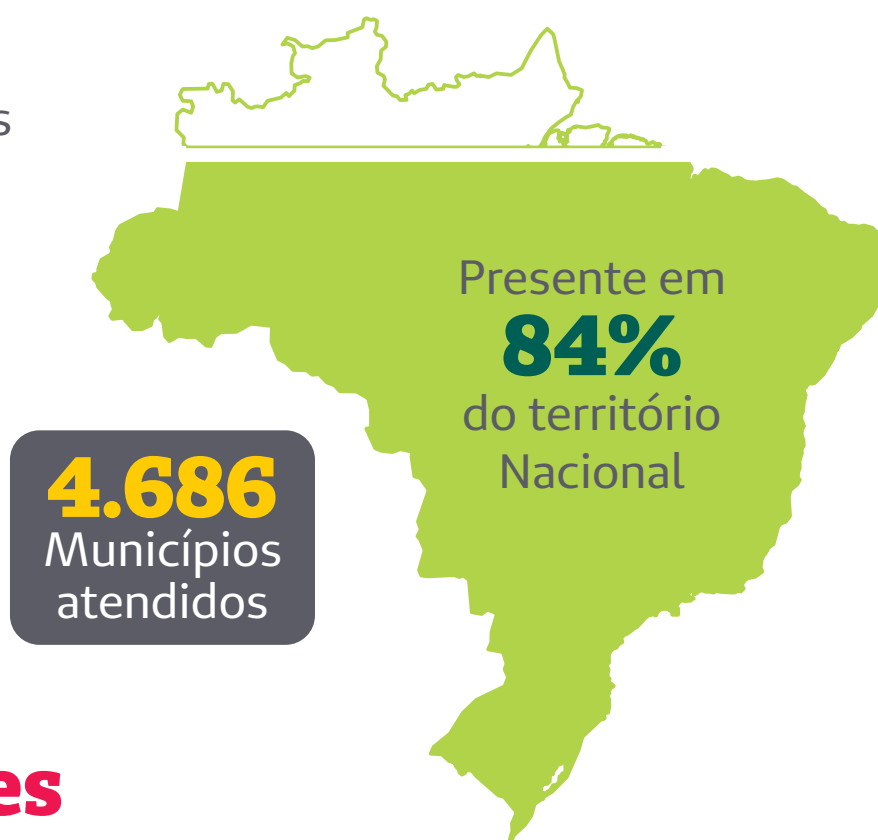 Presente em
84%
do território
Nacional
4.686
Municípios
atendidos